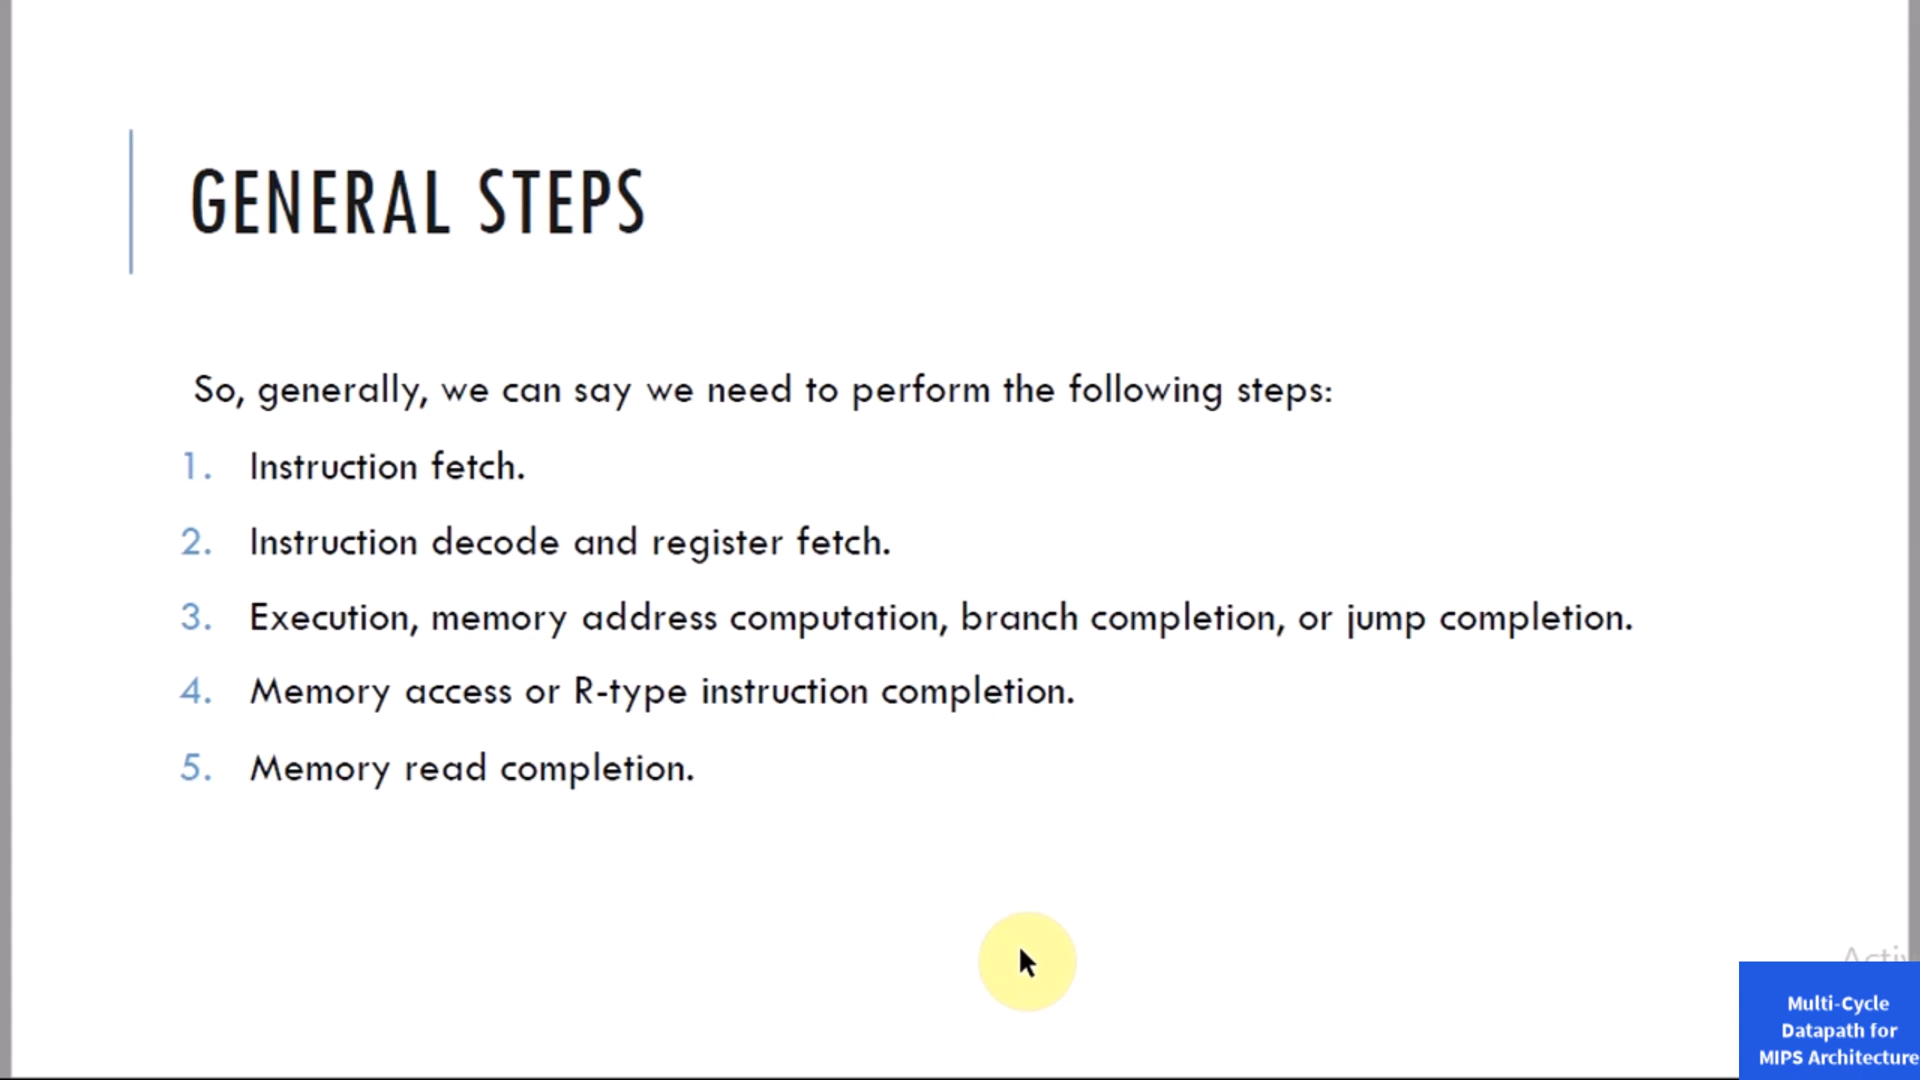 GENERAL STEPS
So, generally, we can say we need to perform the following steps:
1. Instruction fetch.
2. Instruction decode and register fetch.
3. Execution, memory address computation, branch completion, or jump completion.
4. Memory access or R-type instruction completion.
5. Memory read completion.
Multi-Cycle
Datapath for
MIPS Architecture